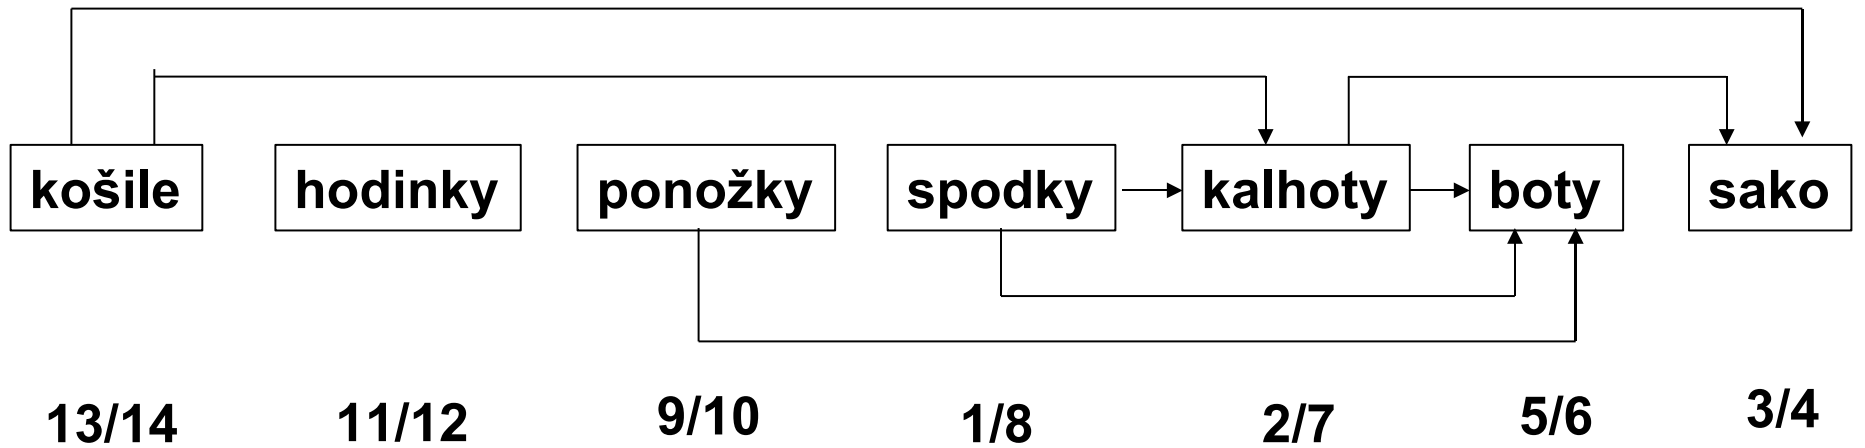 košile hodinky ponožky spodky kalhoty boty sako
13/14 11/12 9/10 1/8 2/7 5/6 3/4